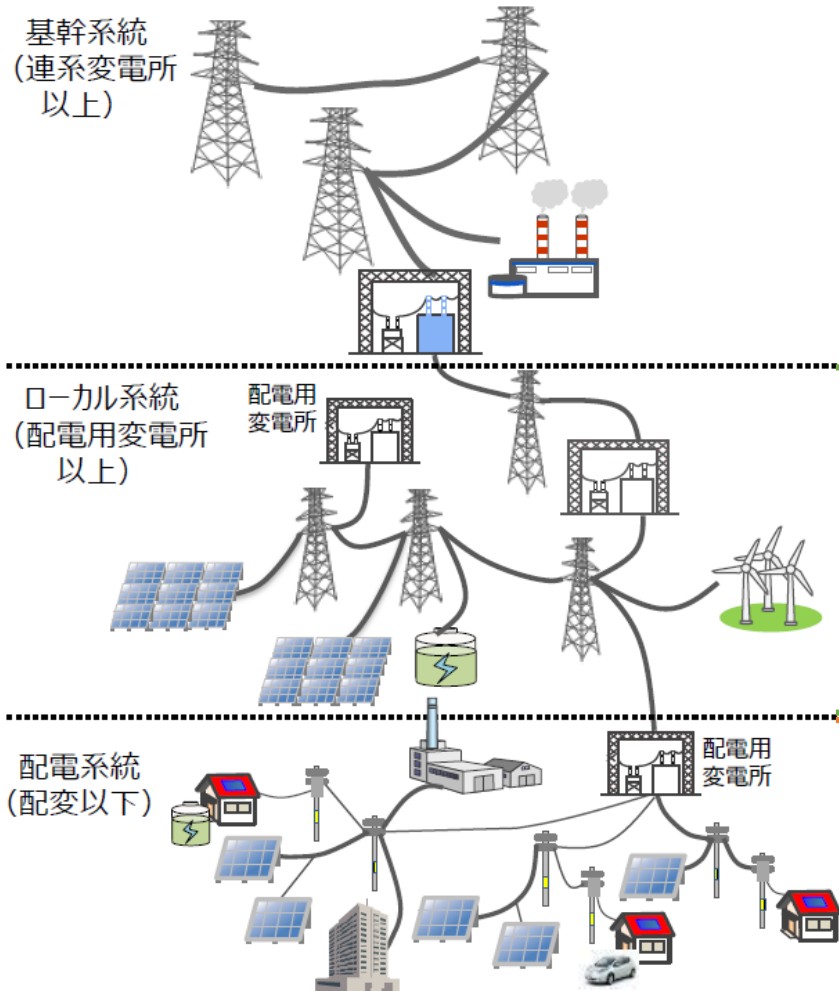 基幹系統
（連系変電所
以上）
ローカル系統
（配電用変電所
以上）
配電用
変電所
配電用
変電所
配電系統
（配変以下）